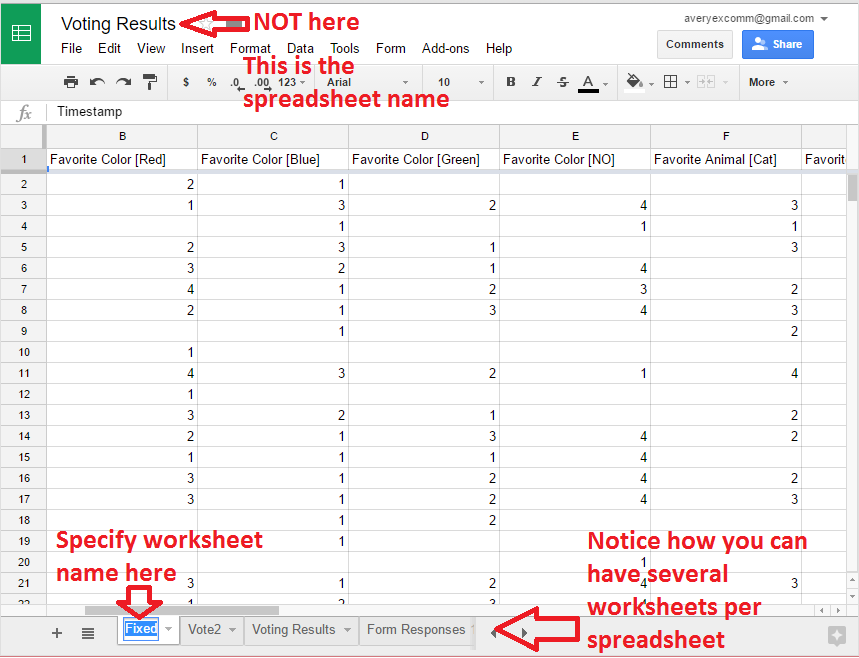 Voting Results
NOT here
averyexcomm@gmail.com
File Edit View Insert Format Data Tools Form Add-ons Help
Comments Share
This is the
spreadsheet name
$ % .0 .00 123 Arial 10 B I S A More
fx Timestamp
B C D E F
1 Favorite Color [Red] Favorite Color [Blue] Favorite Color [Green] Favorite Color [NO] Favorite Animal [Cat] Favorit
2 2 1
3 1 3 2 4 3
4 1 1 1
5 2 3 1 3
6 3 2 1 4
7 4 1 2 3 2
8 2 1 3 4 3
9 1 2
10 1
11 4 3 2 1 4
12 1
13 3 2 1 2
14 2 1 3 4 2
15 1 1 1 4
16 3 1 2 4 2
17 3 1 2 4 3
18 1 2
19 1
20 1
21 3 1 2 4 3
22 1 2 3 4
Specify worksheet
name here
Notice how you can
have several
worksheets per
spreadsheet
Fixed Vote2 Voting Results Form Responses